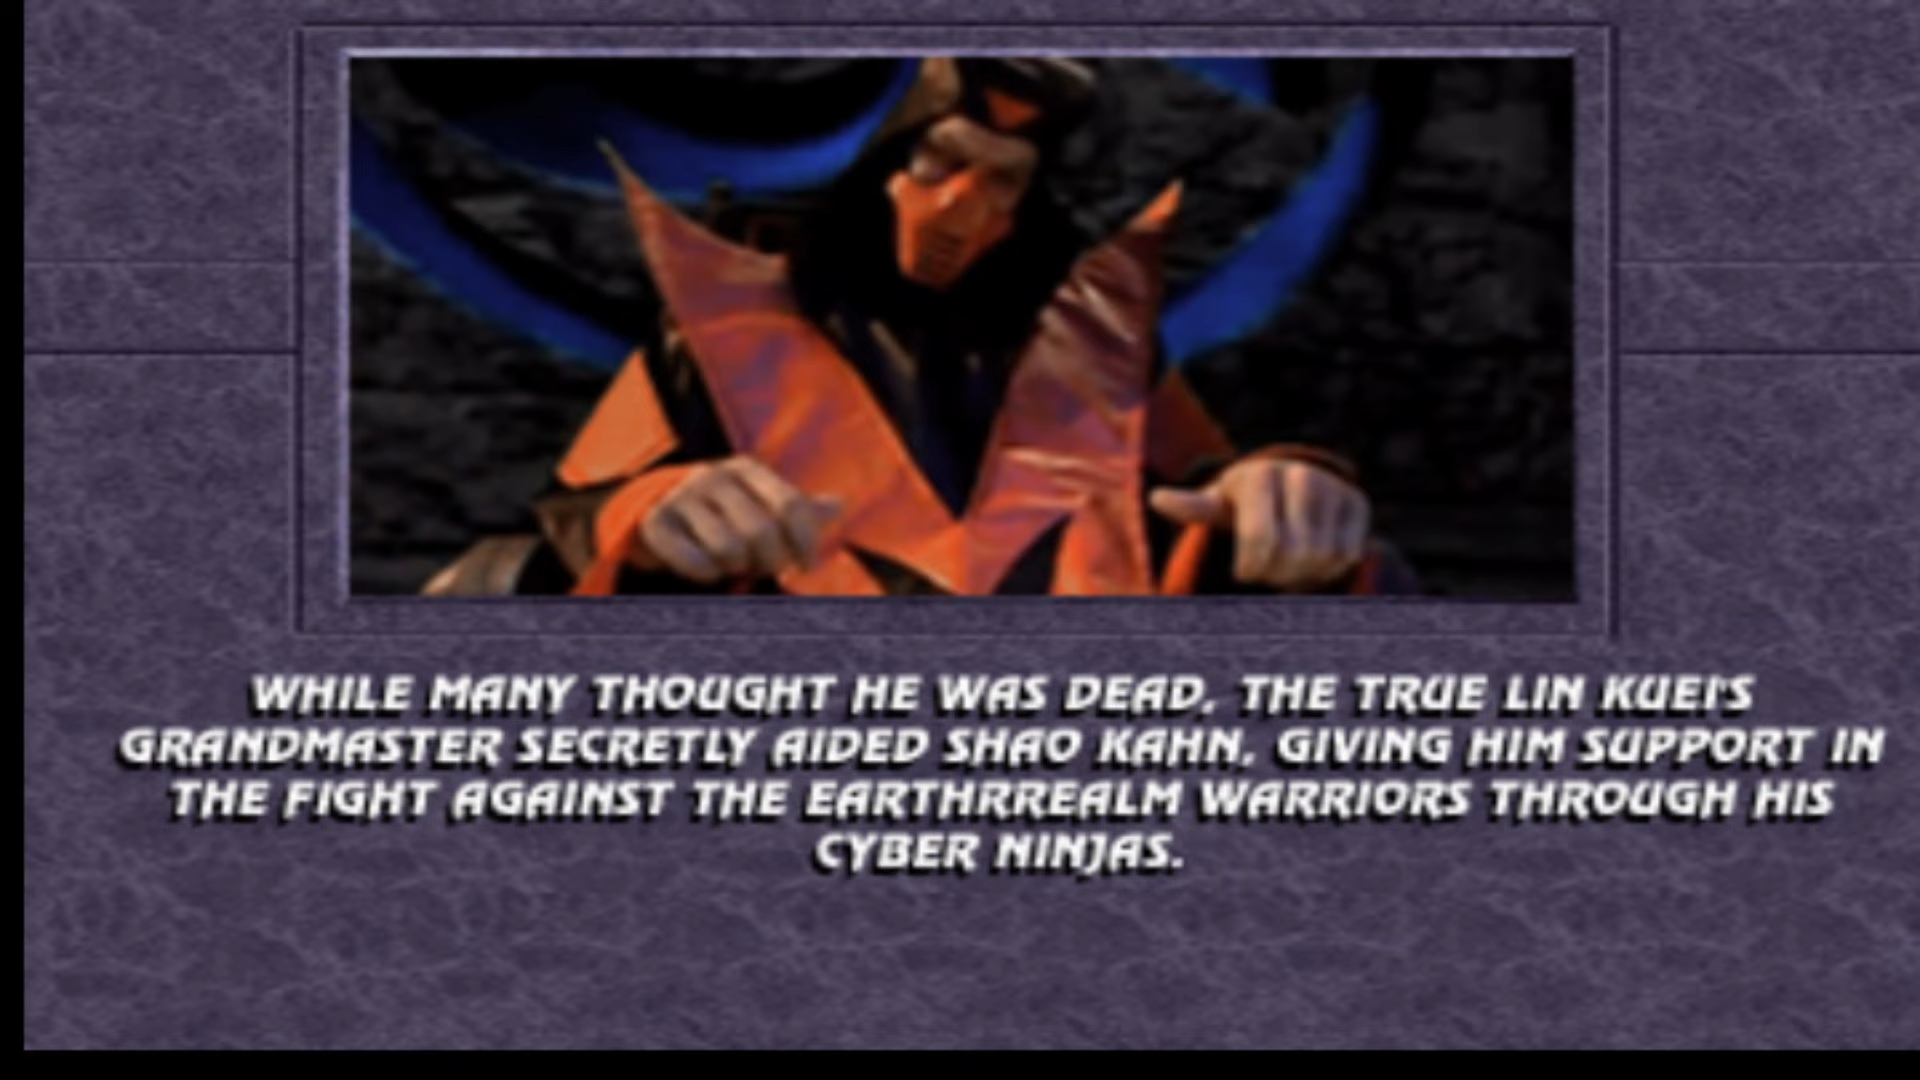 WHILE MANY THOUGHT HE WAS DEAD, THE TRUE LIN KUEI'S
GRANDMASTER SECRETLY AIDED SHAO KAHN, GIVING HIM SUPPORT IN
THE FIGHT AGAINST THE EARTHRREALM WARRIORS THROUGH HIS
CYBER NINJAS.